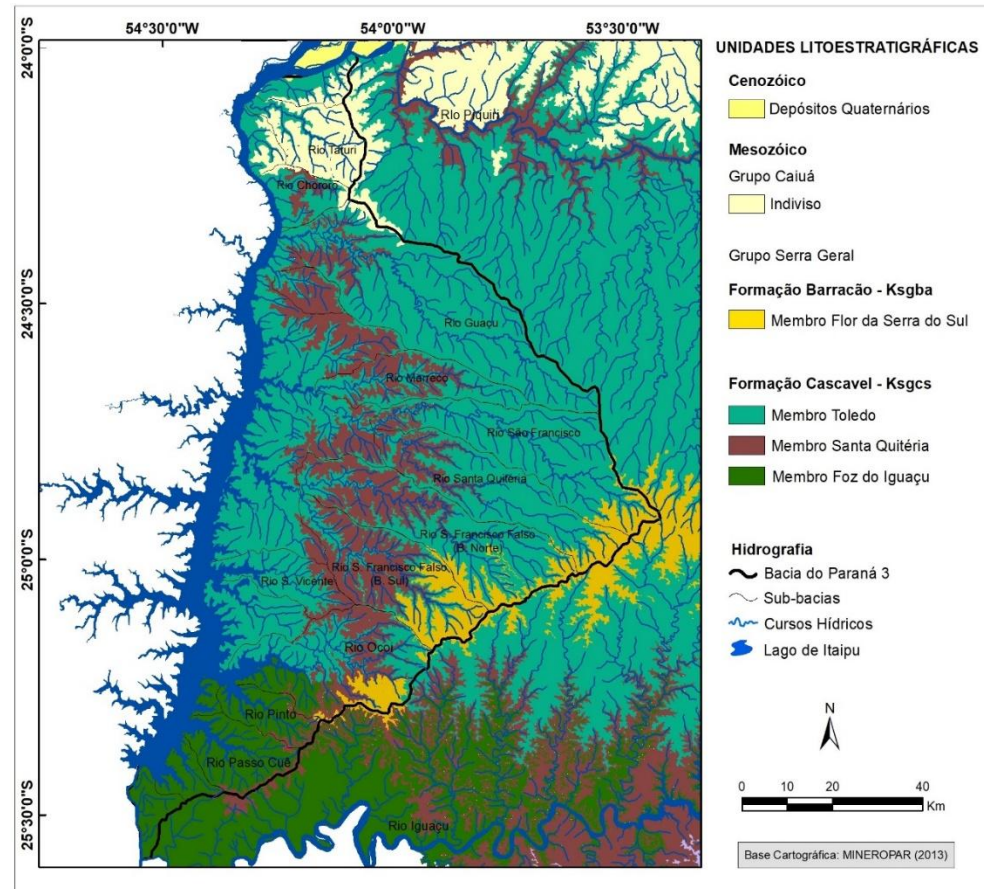 54°30'0"W
54°0'0"W
53°30'0"W
24°0'0"S
24°30'0"S
25°0'0"S
25°30'0"S
Rio Piquiri
Rio Taturi
Rio Chororó
Rio Guaçu
Rio Marreco
Rio São Francisco
Rio Santa Quitéria
Rio S. Francisco Falso
(B. Norte)
Rio S. Francisco Falso
(B. Sul)
Rio S. Vicente
Rio Ocoí
Rio Pinto
Rio Passo Cuê
Rio Iguaçu
UNIDADES LITOESTRATIGRÁFICAS
Cenozóico
Depósitos Quaternários
Mesozóico
Grupo Caiuá
Indiviso
Grupo Serra Geral
Formação Barracão - Ksgba
Membro Flor da Serra do Sul
Formação Cascavel - Ksgcs
Membro Toledo
Membro Santa Quitéria
Membro Foz do Iguaçu
Hidrografia
Bacia do Paraná 3
Sub-bacias
Cursos Hídricos
Lago de Itaipu
N
0 10 20 40
Km
Base Cartográfica: MINEROPAR (2013)